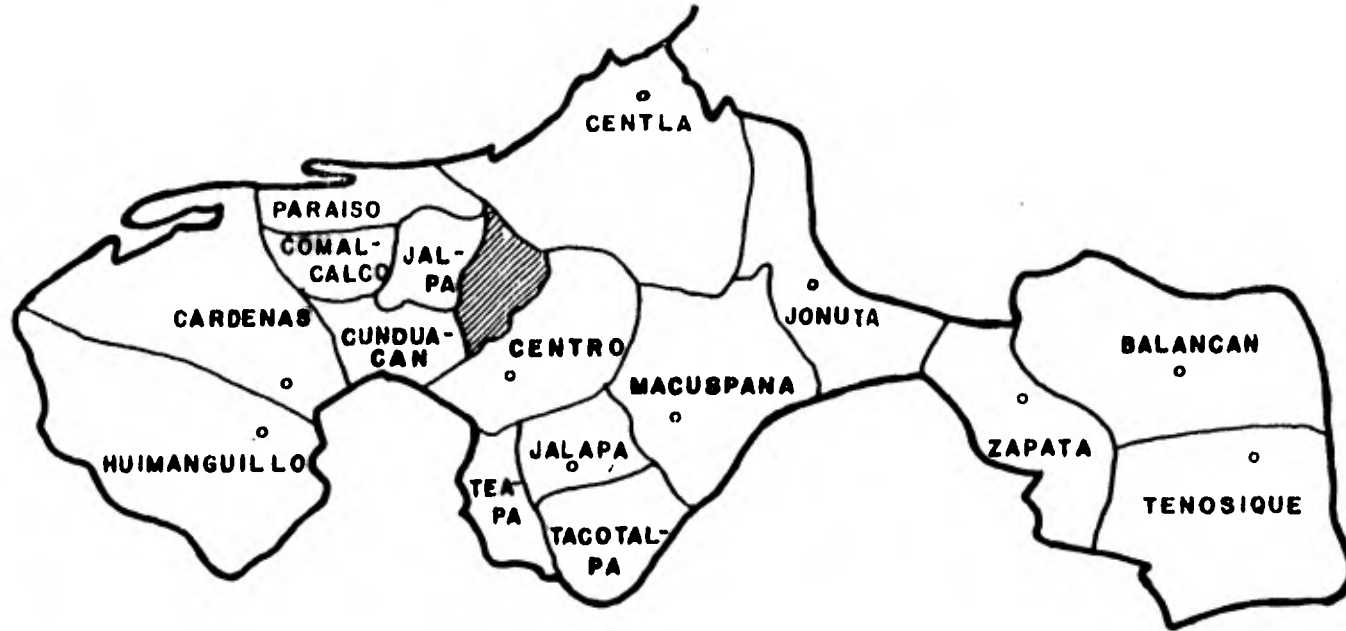 CENTLA
PARAISO
COMAL-
CALCO
JAL-
PA
CARDENAS
CUNDUA-
CAN
CENTRO
JONUTA
BALANCAN
MACUSPANA
HUIMANGUILLO
JALAPA
ZAPATA
TEA-
PA
TENOSIQUE
TACOTAL-
PA